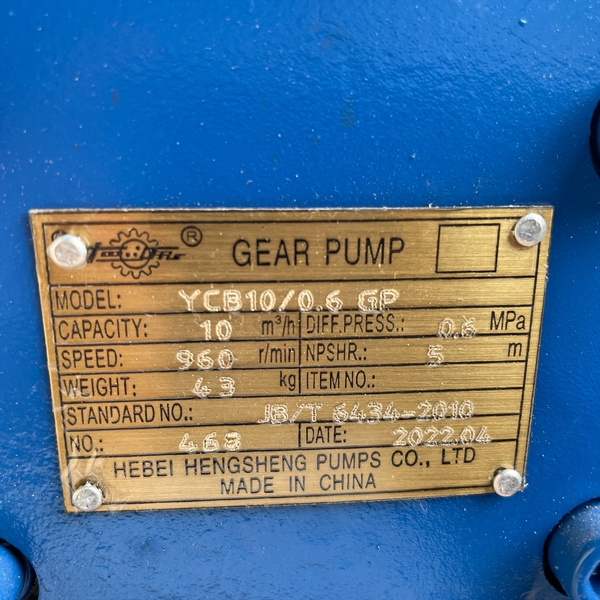 ® GEAR PUMP
MODEL: YCB10/0.6 GP
CAPACITY: 10 m³/h DIFF.PRESS.: 0.6 MPa
SPEED: 960 r/min NPSHR.: 5 m
WEIGHT: 43 kg ITEM NO.:
STANDARD NO.: JB/T 6434-2010
NO.: 468 DATE: 2022.04
HEBEI HENGSHENG PUMPS CO., LTD
MADE IN CHINA